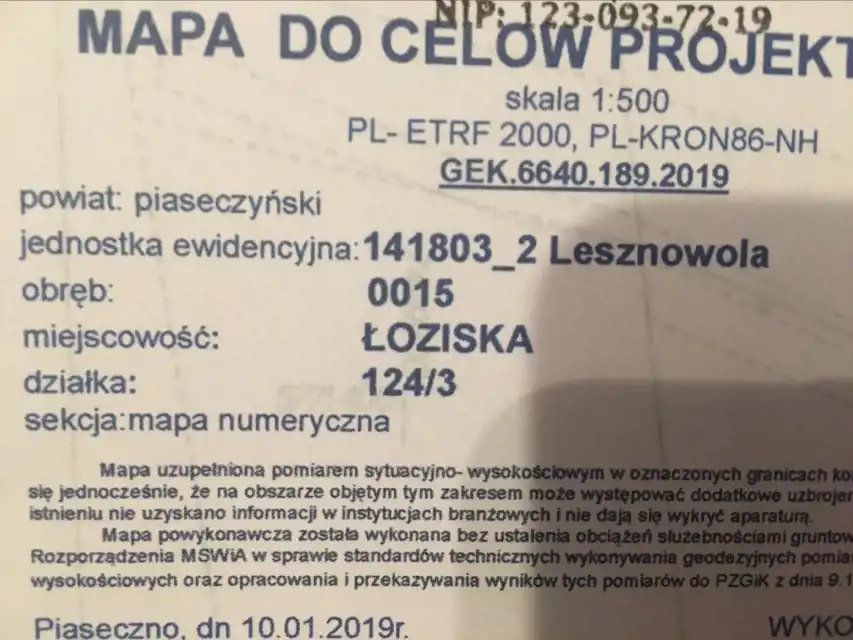 NIP: 123-093-72-19
MAPA DO CELOW PROJEKT
skala 1:500
PL- ETRF 2000, PL-KRON86-NH
GEK.6640.189.2019
powiat: piaseczyński
jednostka ewidencyjna: 141803_2 Lesznowola
obręb: 0015
miejscowość: ŁOZISKA
działka: 124/3
sekcja:mapa numeryczna
Mapa uzupełniona pomiarem sytuacyjno- wysokościowym w oznaczonych granicach
się jednocześnie, że na obszarze objętym tym zakresem może występować dodatkowe uzbrojen
istnieniu nie uzyskano informacji w instytucjach branżowych i nie dają się wykryć aparaturą.
Mapa powykonawcza została wykonana bez ustalenia obciążeń służebnościami gruntow
Rozporządzenia MSWiA w sprawie standardów technicznych wykonywania geodezyjnych pomia
wysokościowych oraz opracowania i przekazywania wyników tych pomiarów do PZGiK z dnia 9.1
Piaseczno, dn 10.01.2019r. WYKO